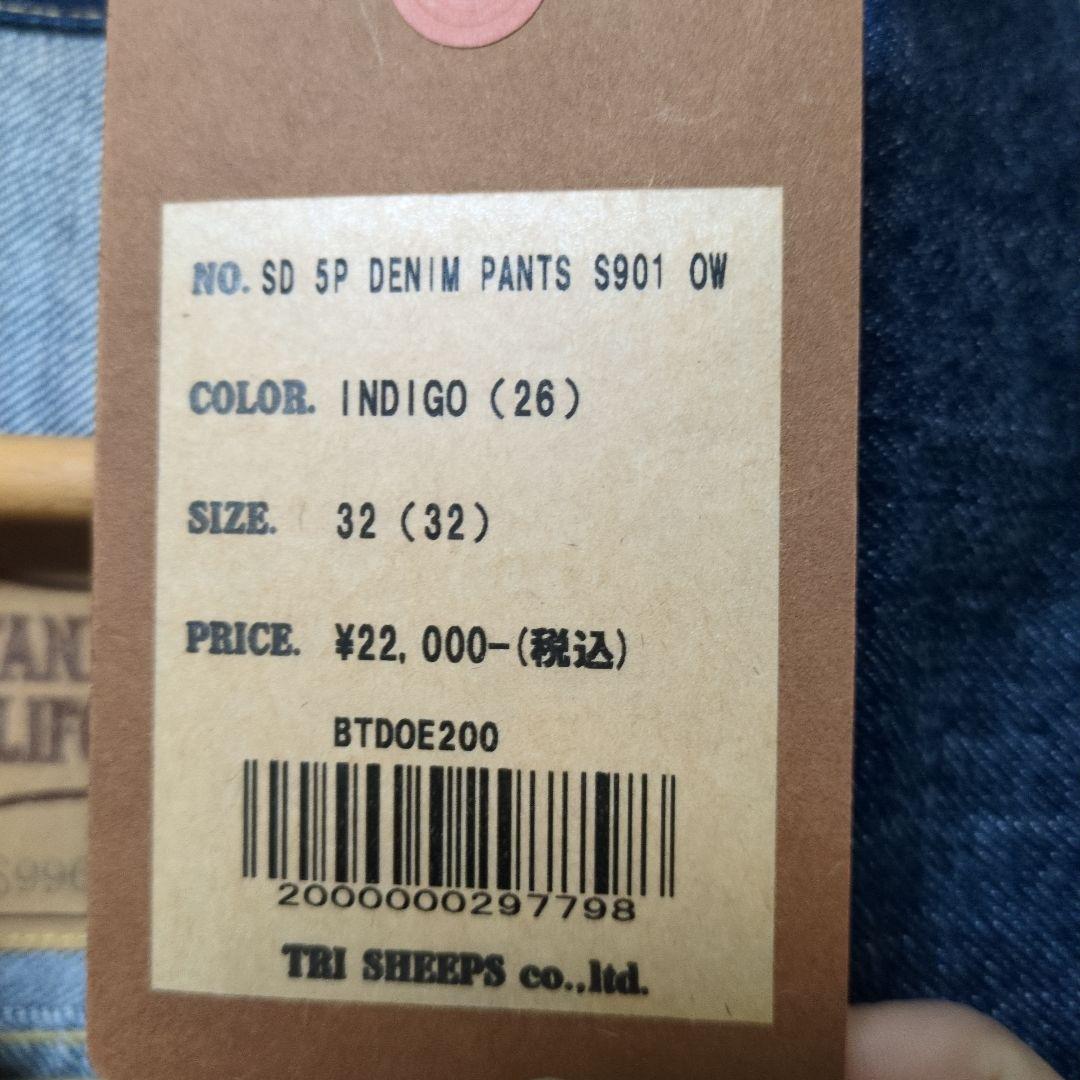 NO. SD 5P DENIM PANTS S901 OW
COLOR. INDIGO (26)
SIZE. 32 (32)
PRICE. ¥22,000-(税込)
BTDOE200
2000000297798
TRI SHEEPS co.,ltd.